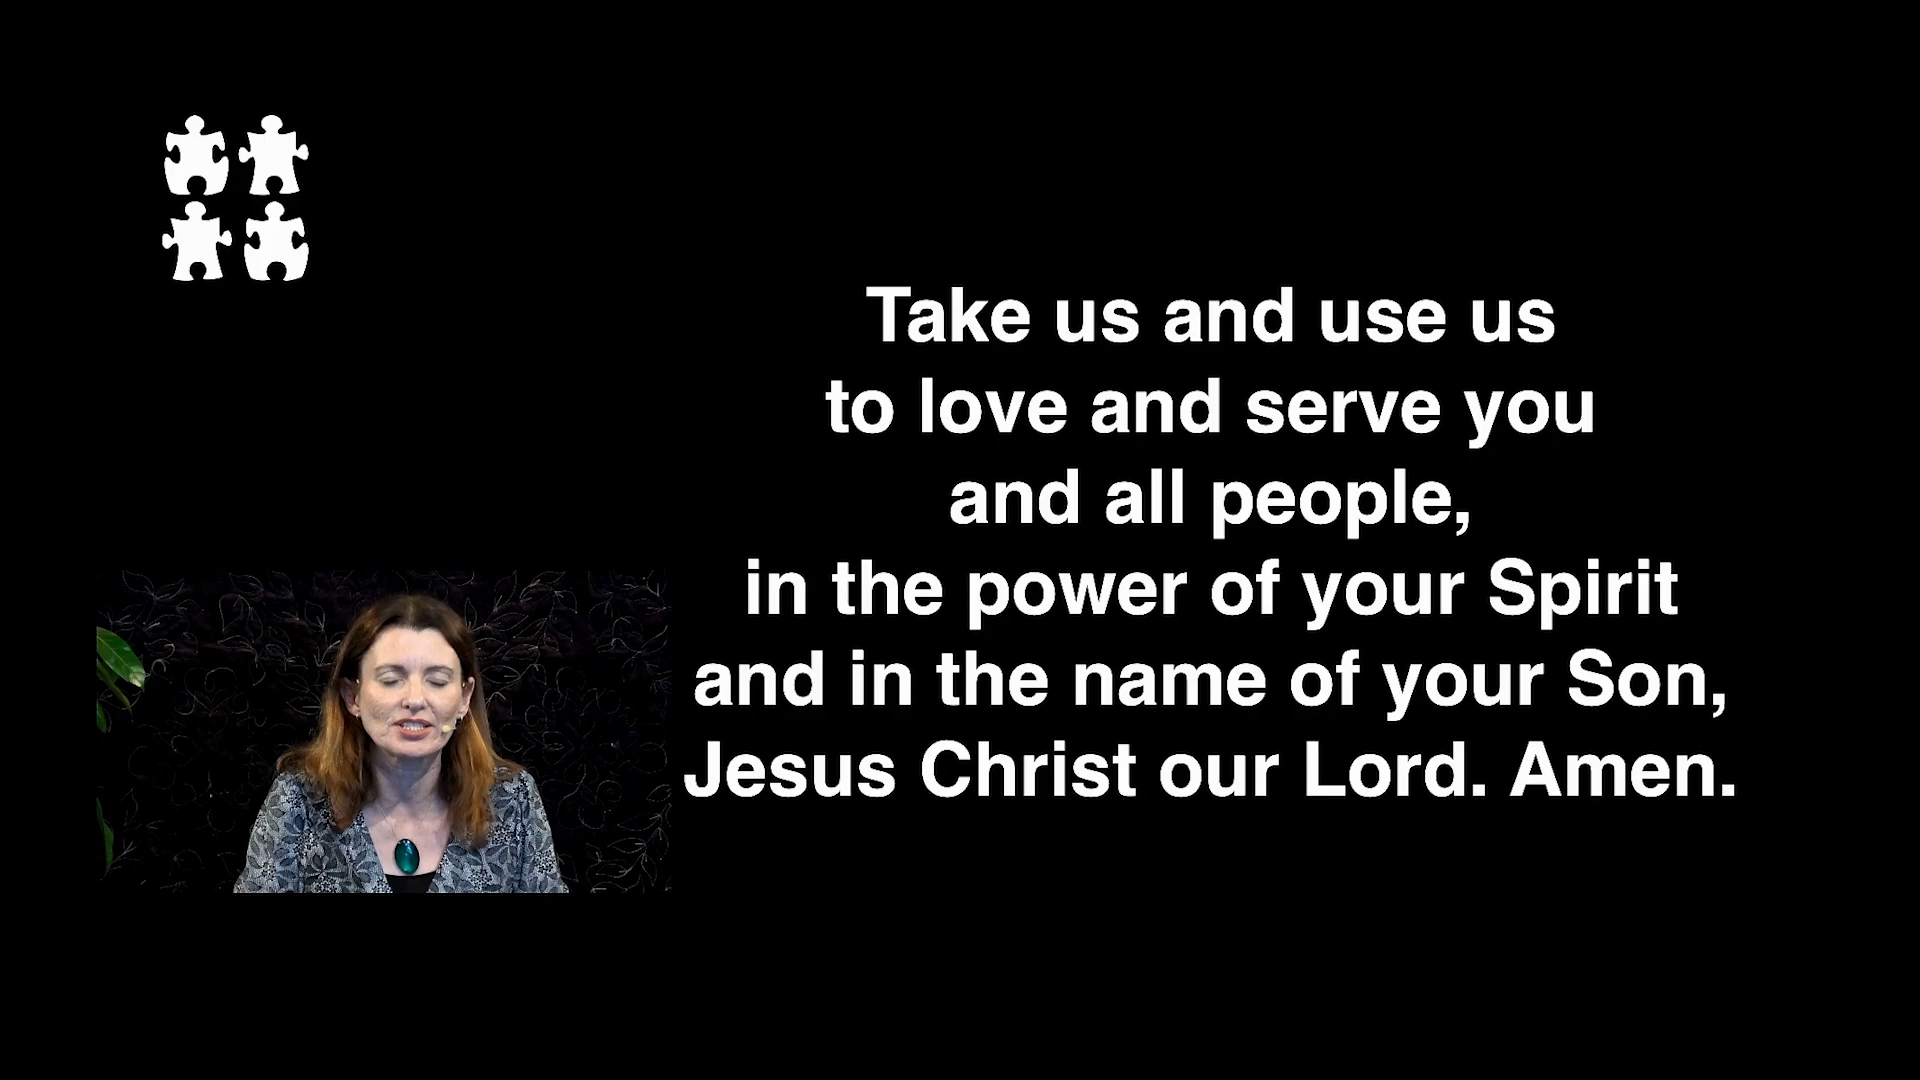 Take us and use us
to love and serve you
and all people,
in the power of your Spirit
and in the name of your Son,
Jesus Christ our Lord. Amen.